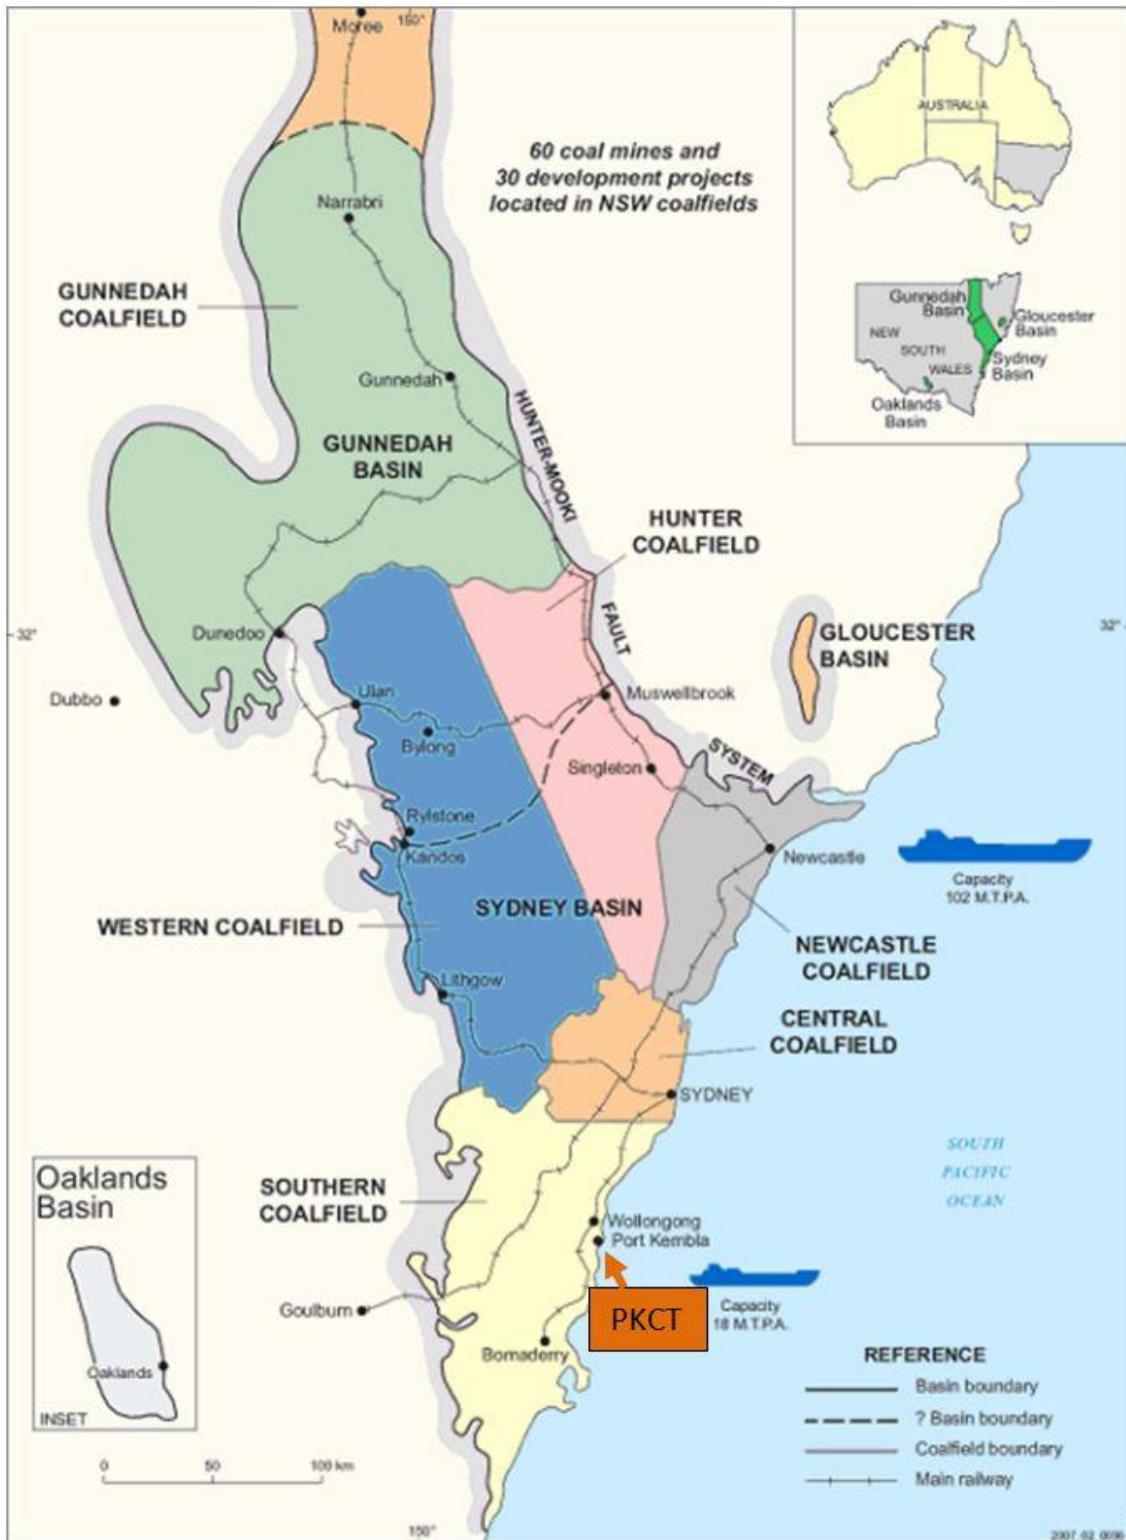 Moree
150°
AUSTRALIA
60 coal mines and
30 development projects
located in NSW coalfields
Narrabri
GUNNEDAH
COALFIELD
Gunnedah
Basin
Gloucester
Basin
NEW
SOUTH
WALES
Sydney
Basin
Oaklands
Basin
Gunnedah
HUNTER-MOOKI
GUNNEDAH
BASIN
HUNTER
COALFIELD
FAULT
32°
32°
Dunedoo
GLOUCESTER
BASIN
Dubbo
Ulan
Muswellbrook
Bylong
SYSTEM
Singleton
Rylstone
Kandos
Newcastle
Capacity
102 M.T.P.A.
WESTERN COALFIELD
SYDNEY BASIN
NEWCASTLE
COALFIELD
Lithgow
CENTRAL
COALFIELD
SYDNEY
SOUTH
PACIFIC
OCEAN
Oaklands
Basin
SOUTHERN
COALFIELD
Wollongong
Port Kembla
Goulburn
PKCT
Capacity
18 M.T.P.A.
Bomaderry
Oaklands
INSET
REFERENCE
Basin boundary
? Basin boundary
Coalfield boundary
Main railway
0 50 100 km
150°